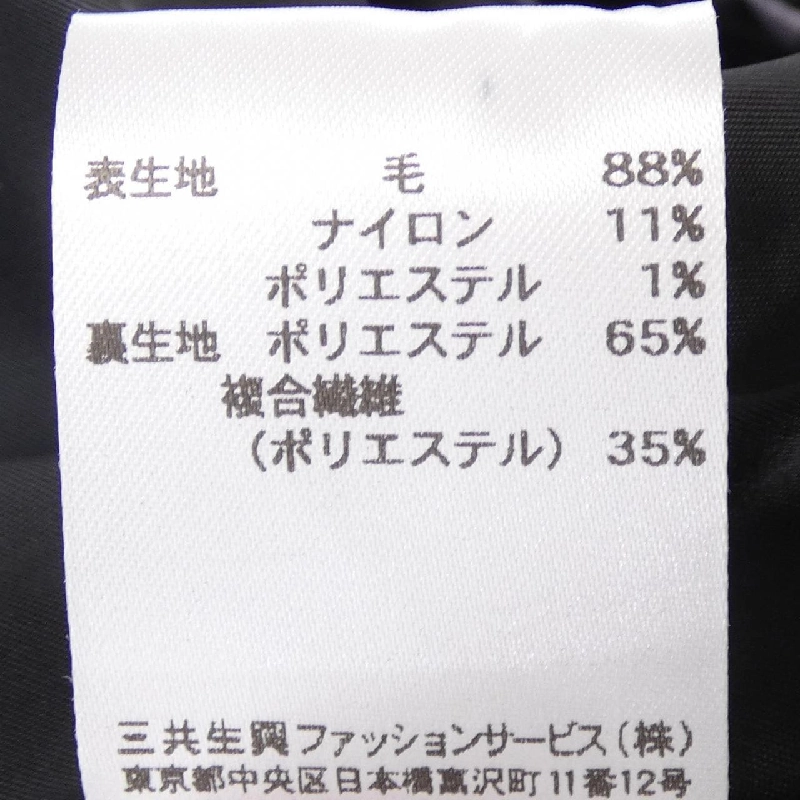 表生地 毛 88%
ナイロン 11%
ポリエステル 1%
裏生地 ポリエステル 65%
複合繊維
(ポリエステル) 35%
三共生興ファッションサービス(株)
東京都中央区日本橋富沢町11番12号